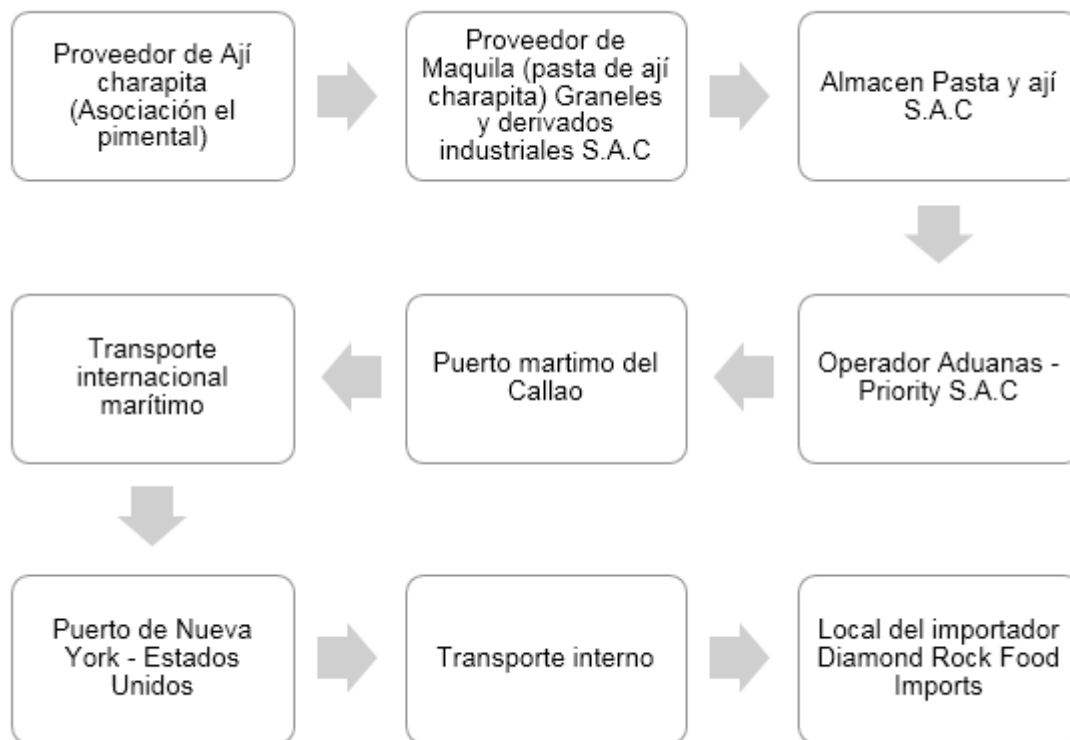 Proveedor de Ají
charapita
(Asociación el
pimental)
Proveedor de
Maquila (pasta de ají
charapita) Graneles
y derivados
industriales S.A.C
Almacen Pasta y ají
S.A.C
Operador Aduanas -
Priority S.A.C
Puerto martimo del
Callao
Transporte
internacional
marítimo
Puerto de Nueva
York - Estados
Unidos
Transporte interno
Local del importador
Diamond Rock Food
Imports